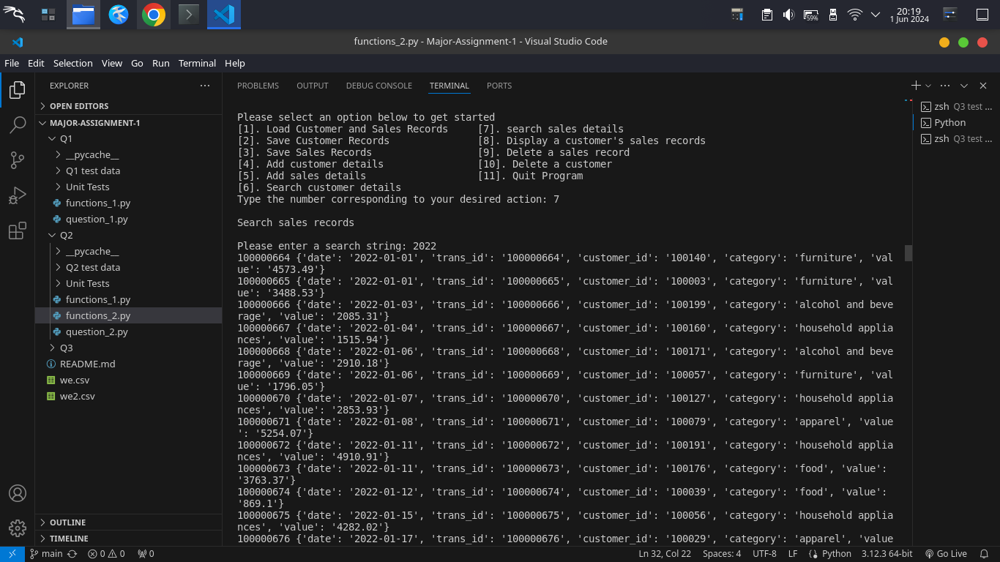 20:19
1 Jun 2024
59%
functions_2.py - Major-Assignment-1 - Visual Studio Code
File Edit Selection View Go Run Terminal Help
EXPLORER
OPEN EDITORS
MAJOR-ASSIGNMENT-1
Q1
__pycache__
Q1 test data
Unit Tests
functions_1.py
question_1.py
Q2
__pycache__
Q2 test data
Unit Tests
functions_1.py
functions_2.py
question_2.py
Q3
README.md
we.csv
we2.csv
OUTLINE
TIMELINE
PROBLEMS OUTPUT DEBUG CONSOLE TERMINAL PORTS
Please select an option below to get started
[1]. Load Customer and Sales Records [7]. search sales details
[2]. Save Customer Records [8]. Display a customer's sales records
[3]. Save Sales Records [9]. Delete a sales record
[4]. Add customer details [10]. Delete a customer
[5]. Add sales details [11]. Quit Program
[6]. Search customer details
Type the number corresponding to your desired action: 7
Search sales records
Please enter a search string: 2022
100000664 {'date': '2022-01-01', 'trans_id': '100000664', 'customer_id': '100140', 'category': 'furniture', 'val
ue': '4573.49'}
100000665 {'date': '2022-01-01', 'trans_id': '100000665', 'customer_id': '100003', 'category': 'furniture', 'val
ue': '3488.53'}
100000666 {'date': '2022-01-03', 'trans_id': '100000666', 'customer_id': '100199', 'category': 'alcohol and beve
rage', 'value': '2085.31'}
100000667 {'date': '2022-01-04', 'trans_id': '100000667', 'customer_id': '100160', 'category': 'household applia
nces', 'value': '1515.94'}
100000668 {'date': '2022-01-06', 'trans_id': '100000668', 'customer_id': '100171', 'category': 'alcohol and beve
rage', 'value': '2910.18'}
100000669 {'date': '2022-01-06', 'trans_id': '100000669', 'customer_id': '100057', 'category': 'furniture', 'val
ue': '1796.05'}
100000670 {'date': '2022-01-07', 'trans_id': '100000670', 'customer_id': '100127', 'category': 'household applia
nces', 'value': '2853.93'}
100000671 {'date': '2022-01-08', 'trans_id': '100000671', 'customer_id': '100079', 'category': 'apparel', 'value
': '5254.07'}
100000672 {'date': '2022-01-11', 'trans_id': '100000672', 'customer_id': '100191', 'category': 'household applia
nces', 'value': '4910.91'}
100000673 {'date': '2022-01-11', 'trans_id': '100000673', 'customer_id': '100176', 'category': 'food', 'value':
'3763.37'}
100000674 {'date': '2022-01-12', 'trans_id': '100000674', 'customer_id': '100039', 'category': 'food', 'value':
'869.1'}
100000675 {'date': '2022-01-15', 'trans_id': '100000675', 'customer_id': '100056', 'category': 'household applia
nces', 'value': '4282.02'}
100000676 {'date': '2022-01-17', 'trans_id': '100000676', 'customer_id': '100029', 'category': 'apparel', 'value
zsh Q3 test ...
Python
zsh Q3 test ...
main 0 0 0 Ln 32, Col 22 Spaces: 4 UTF-8 LF Python 3.12.3 64-bit Go Live